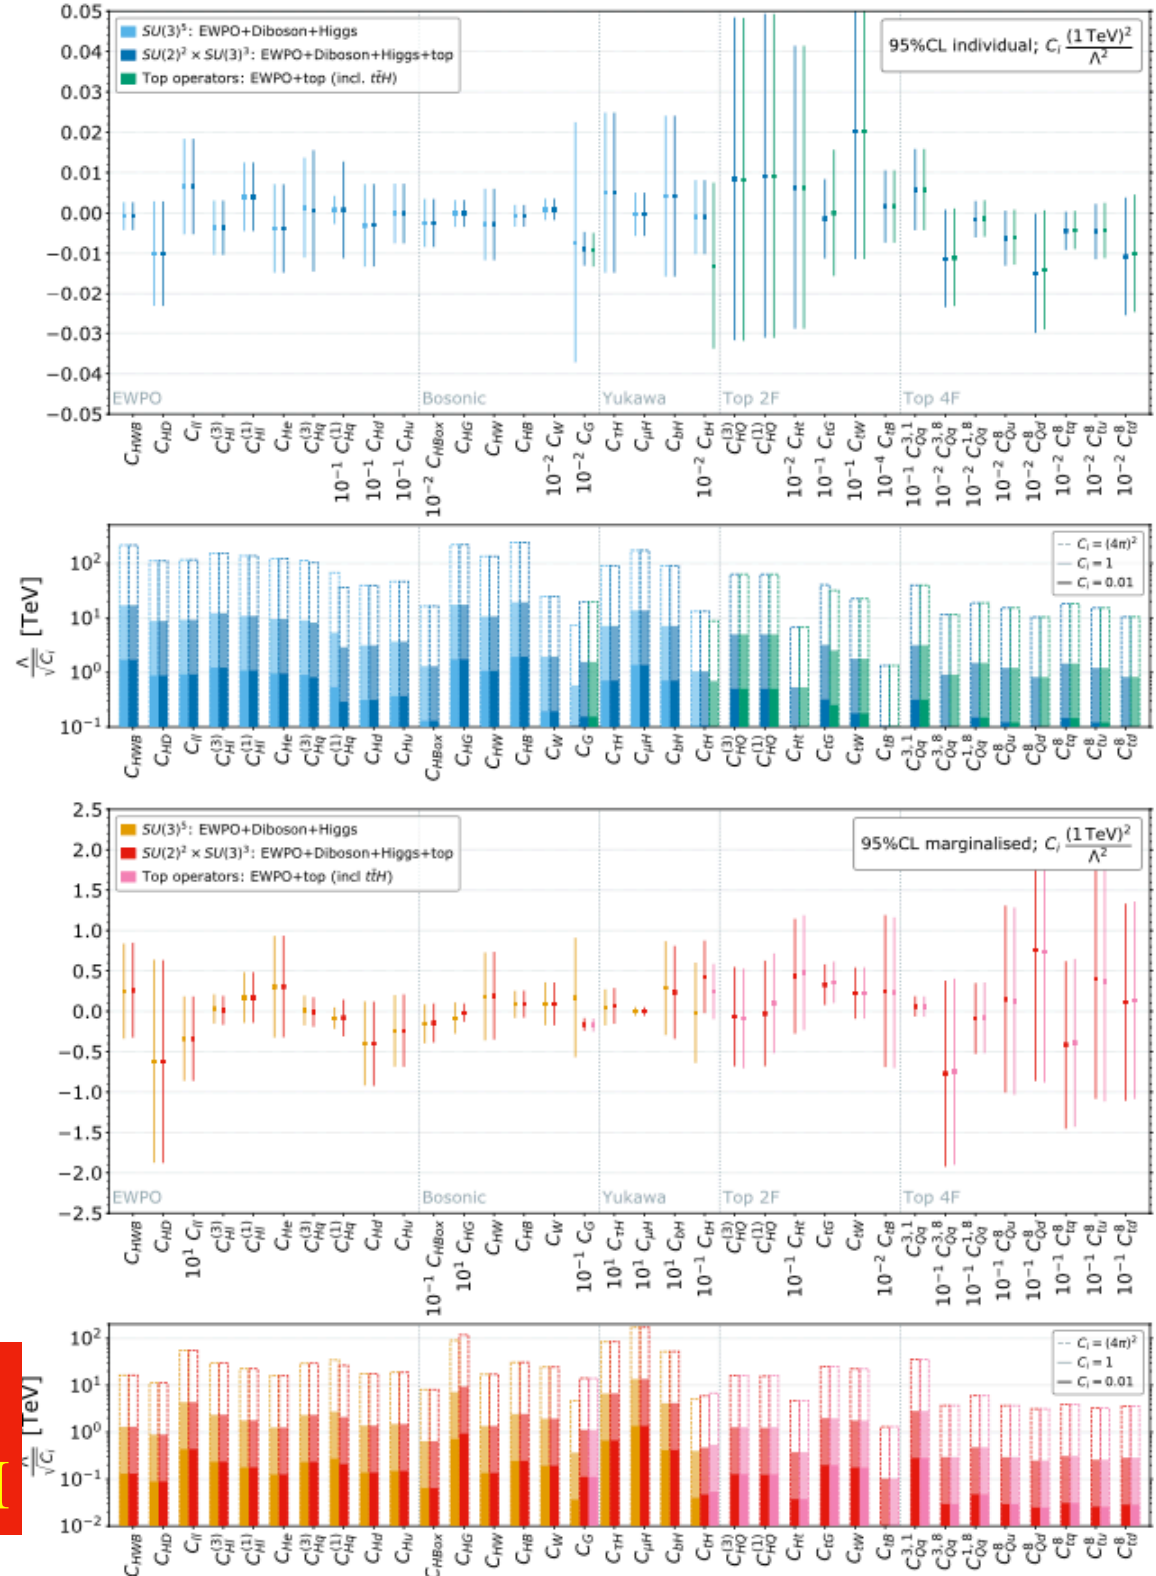 0.05
0.04
0.03
0.02
0.01
0.00
−0.01
−0.02
−0.03
−0.04
−0.05
SU(3)⁵: EWPO+Diboson+Higgs
SU(2)² × SU(3)³: EWPO+Diboson+Higgs+top
Top operators: EWPO+top (incl. tt̄H)
95%CL individual; C_i (1 TeV)² / Λ²
EWPO Bosonic Yukawa Top 2F Top 4F
C_HWB C_HD C_ll C_Hl^(3) C_Hl^(1) C_He C_Hq^(3) 10⁻¹ C_Hq^(1) 10⁻¹ C_Hd 10⁻¹ C_Hu 10⁻² C_HBox C_HG C_HW C_HB 10⁻² C_W 10⁻² C_G C_τH C_μH C_bH 10⁻² C_tH C_HQ^(3) C_HQ^(1) 10⁻² C_Ht 10⁻¹ C_tG 10⁻¹ C_tW 10⁻⁴ C_tB 10⁻¹ C_Qq^3,1 10⁻² C_Qq^3,8 10⁻² C_Qq^1,8 10⁻² C_Qu^8 10⁻² C_Qd^8 10⁻² C_tq^8 10⁻² C_tu^8 10⁻² C_td^8
Λ/√C_i [TeV]
10²
10¹
10⁰
10⁻¹
C_i = (4π)²
C_i = 1
C_i = 0.01
C_HWB C_HD C_ll C_Hl^(3) C_Hl^(1) C_He C_Hq^(3) C_Hq^(1) C_Hd C_Hu C_HBox C_HG C_HW C_HB C_W C_G C_τH C_μH C_bH C_tH C_HQ^(3) C_HQ^(1) C_Ht C_tG C_tW C_tB C_Qq^3,1 C_Qq^3,8 C_Qq^1,8 C_Qu^8 C_Qd^8 C_tq^8 C_tu^8 C_td^8
2.5
2.0
1.5
1.0
0.5
0.0
−0.5
−1.0
−1.5
−2.0
−2.5
SU(3)⁵: EWPO+Diboson+Higgs
SU(2)² × SU(3)³: EWPO+Diboson+Higgs+top
Top operators: EWPO+top (incl tt̄H)
95%CL marginalised; C_i (1 TeV)² / Λ²
EWPO Bosonic Yukawa Top 2F Top 4F
C_HWB C_HD 10¹ C_ll C_Hl^(3) C_Hl^(1) C_He C_Hq^(3) C_Hq^(1) C_Hd C_Hu 10⁻¹ C_HBox 10¹ C_HG C_HW C_HB C_W 10⁻¹ C_G 10¹ C_τH 10¹ C_μH 10¹ C_bH 10⁻¹ C_tH C_HQ^(3) C_HQ^(1) 10⁻¹ C_Ht C_tG C_tW 10⁻² C_tB C_Qq^3,1 10⁻¹ C_Qq^3,8 10⁻¹ C_Qq^1,8 10⁻¹ C_Qu^8 10⁻¹ C_Qd^8 10⁻¹ C_tq^8 10⁻¹ C_tu^8 10⁻¹ C_td^8
Λ/√C_i [TeV]
10²
10¹
10⁰
10⁻¹
10⁻²
C_i = (4π)²
C_i = 1
C_i = 0.01
C_HWB C_HD C_ll C_Hl^(3) C_Hl^(1) C_He C_Hq^(3) C_Hq^(1) C_Hd C_Hu C_HBox C_HG C_HW C_HB C_W C_G C_τH C_μH C_bH C_tH C_HQ^(3) C_HQ^(1) C_Ht C_tG C_tW C_tB C_Qq^3,1 C_Qq^3,8 C_Qq^1,8 C_Qu^8 C_Qd^8 C_tq^8 C_tu^8 C_td^8